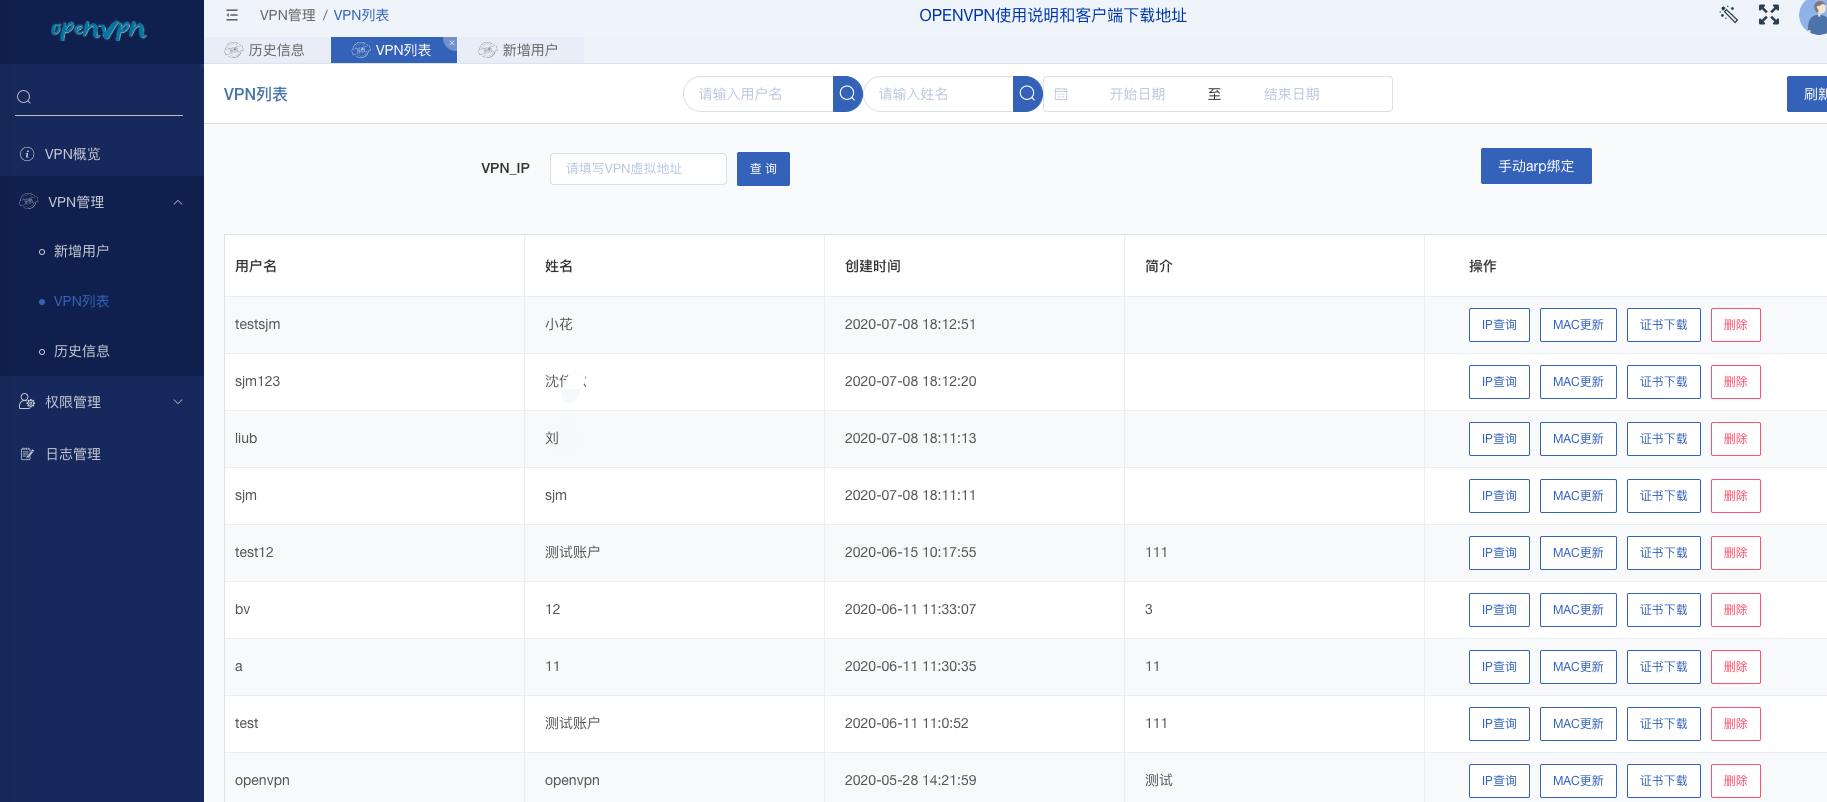 openvpn
VPN管理 / VPN列表
OPENVPN使用说明和客户端下载地址
历史信息 VPN列表 新增用户
VPN概览
VPN管理
新增用户
VPN列表
历史信息
权限管理
日志管理
VPN列表 请输入用户名 请输入姓名 开始日期 至 结束日期 刷新
VPN_IP 请填写VPN虚拟地址 查 询 手动arp绑定
用户名 姓名 创建时间 简介 操作
testsjm 小花 2020-07-08 18:12:51 IP查询 MAC更新 证书下载 删除
sjm123 沈 2020-07-08 18:12:20 IP查询 MAC更新 证书下载 删除
liub 刘 2020-07-08 18:11:13 IP查询 MAC更新 证书下载 删除
sjm sjm 2020-07-08 18:11:11 IP查询 MAC更新 证书下载 删除
test12 测试账户 2020-06-15 10:17:55 111 IP查询 MAC更新 证书下载 删除
bv 12 2020-06-11 11:33:07 3 IP查询 MAC更新 证书下载 删除
a 11 2020-06-11 11:30:35 11 IP查询 MAC更新 证书下载 删除
test 测试账户 2020-06-11 11:0:52 111 IP查询 MAC更新 证书下载 删除
openvpn openvpn 2020-05-28 14:21:59 测试 IP查询 MAC更新 证书下载 删除